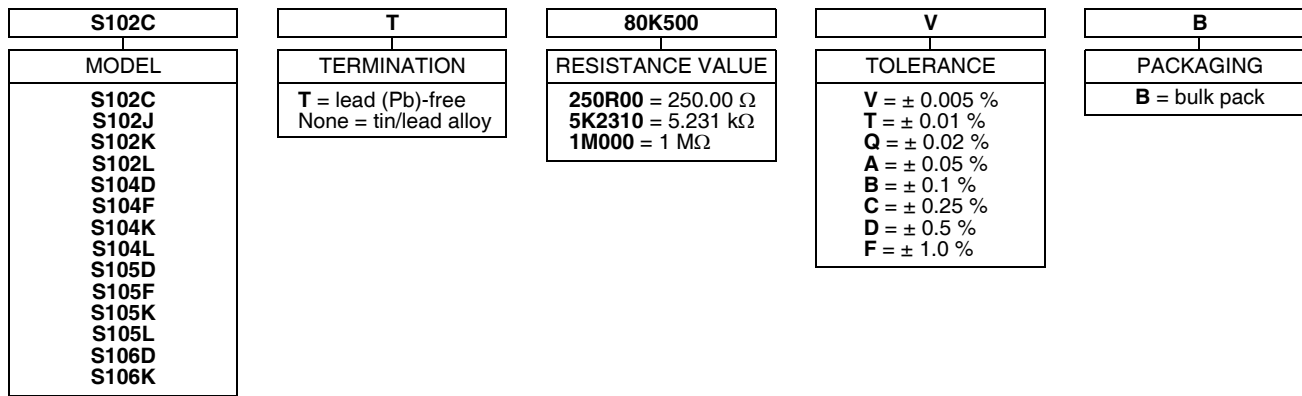 S102C
T
80K500
V
B
MODEL
S102C
S102J
S102K
S102L
S104D
S104F
S104K
S104L
S105D
S105F
S105K
S105L
S106D
S106K
TERMINATION
T = lead (Pb)-free
None = tin/lead alloy
RESISTANCE VALUE
250R00 = 250.00 Ω
5K2310 = 5.231 kΩ
1M000 = 1 MΩ
TOLERANCE
V = ± 0.005 %
T = ± 0.01 %
Q = ± 0.02 %
A = ± 0.05 %
B = ± 0.1 %
C = ± 0.25 %
D = ± 0.5 %
F = ± 1.0 %
PACKAGING
B = bulk pack